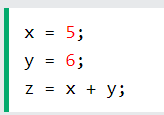 x = 5;
y = 6;
z = x + y;